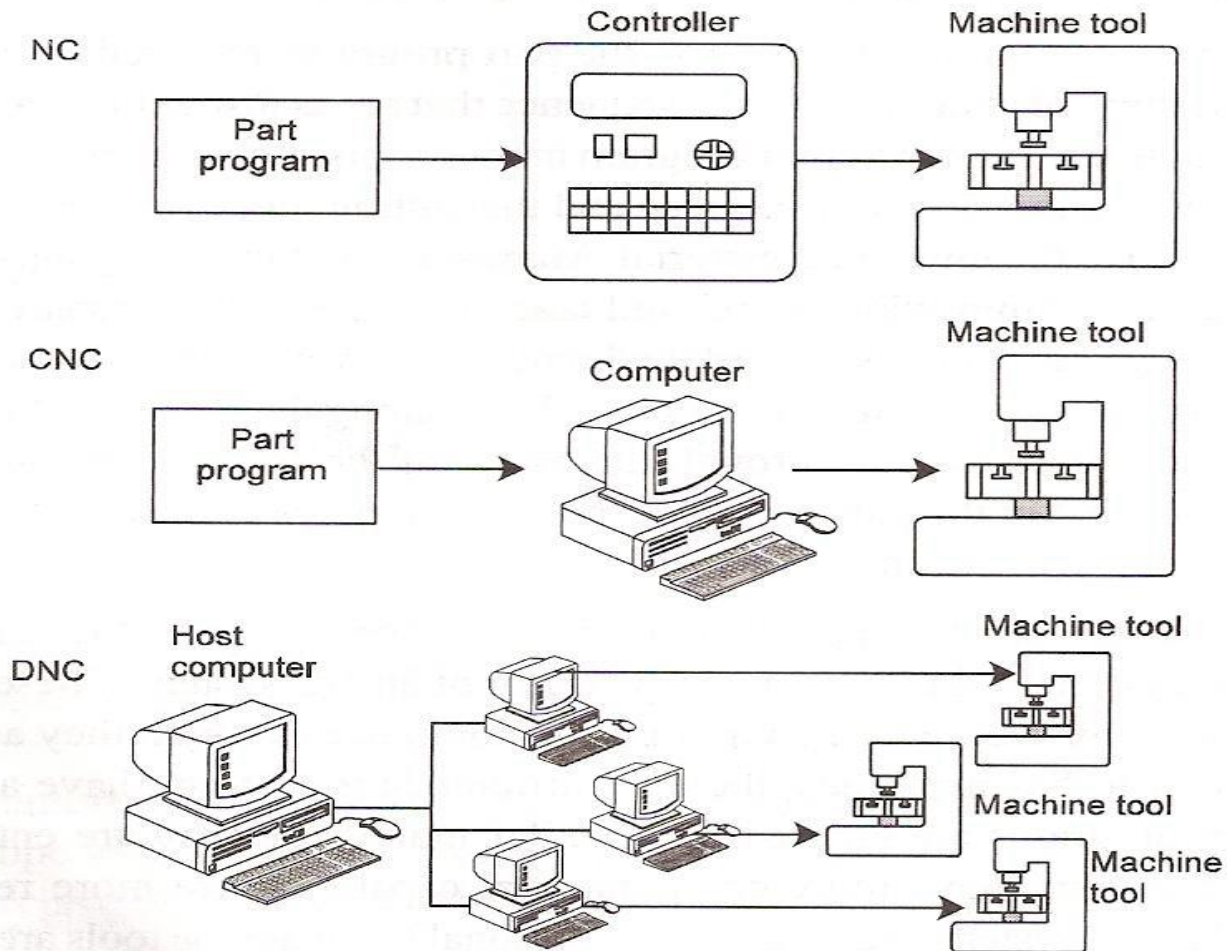 Controller
Machine tool
NC
Part
program
Machine tool
CNC
Computer
Part
program
Machine tool
Host
computer
DNC
Machine tool
Machine
tool